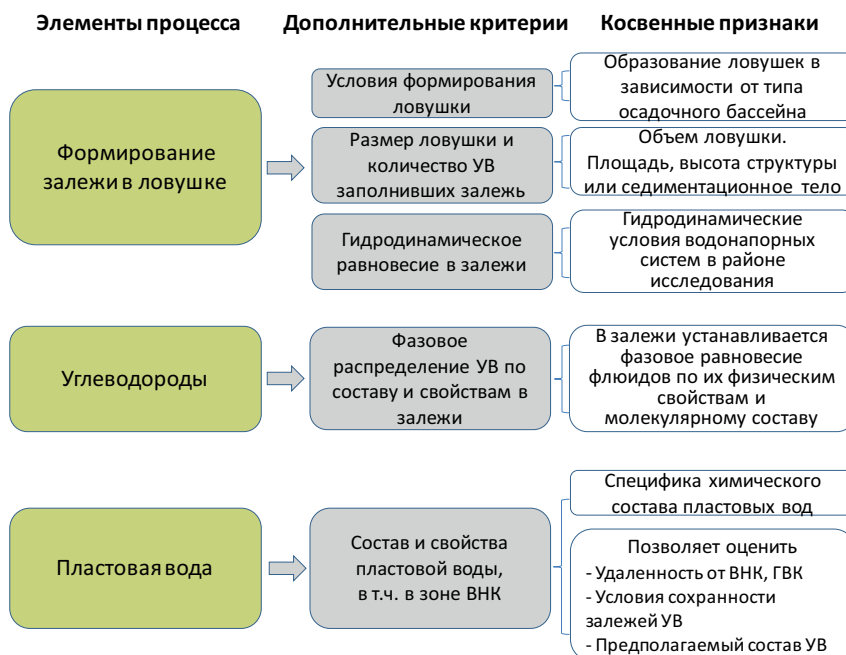 Элементы процесса
Дополнительные критерии
Косвенные признаки
Формирование
залежи в ловушке
Условия формирования
ловушки
Образование ловушек в
зависимости от типа
осадочного бассейна
Размер ловушки и
количество УВ
заполнивших залежь
Объем ловушки.
Площадь, высота структуры
или седиментационное тело
Гидродинамическое
равновесие в залежи
Гидродинамические
условия водонапорных
систем в районе
исследования
Углеводороды
Фазовое
распределение УВ по
составу и свойствам в
залежи
В залежи устанавливается
фазовое равновесие
флюидов по их физическим
свойствам и
молекулярному составу
Пластовая вода
Состав и свойства
пластовой воды,
в т.ч. в зоне ВНК
Специфика химического
состава пластовых вод
Позволяет оценить
- Удаленность от ВНК, ГВК
- Условия сохранности
залежей УВ
- Предполагаемый состав УВ